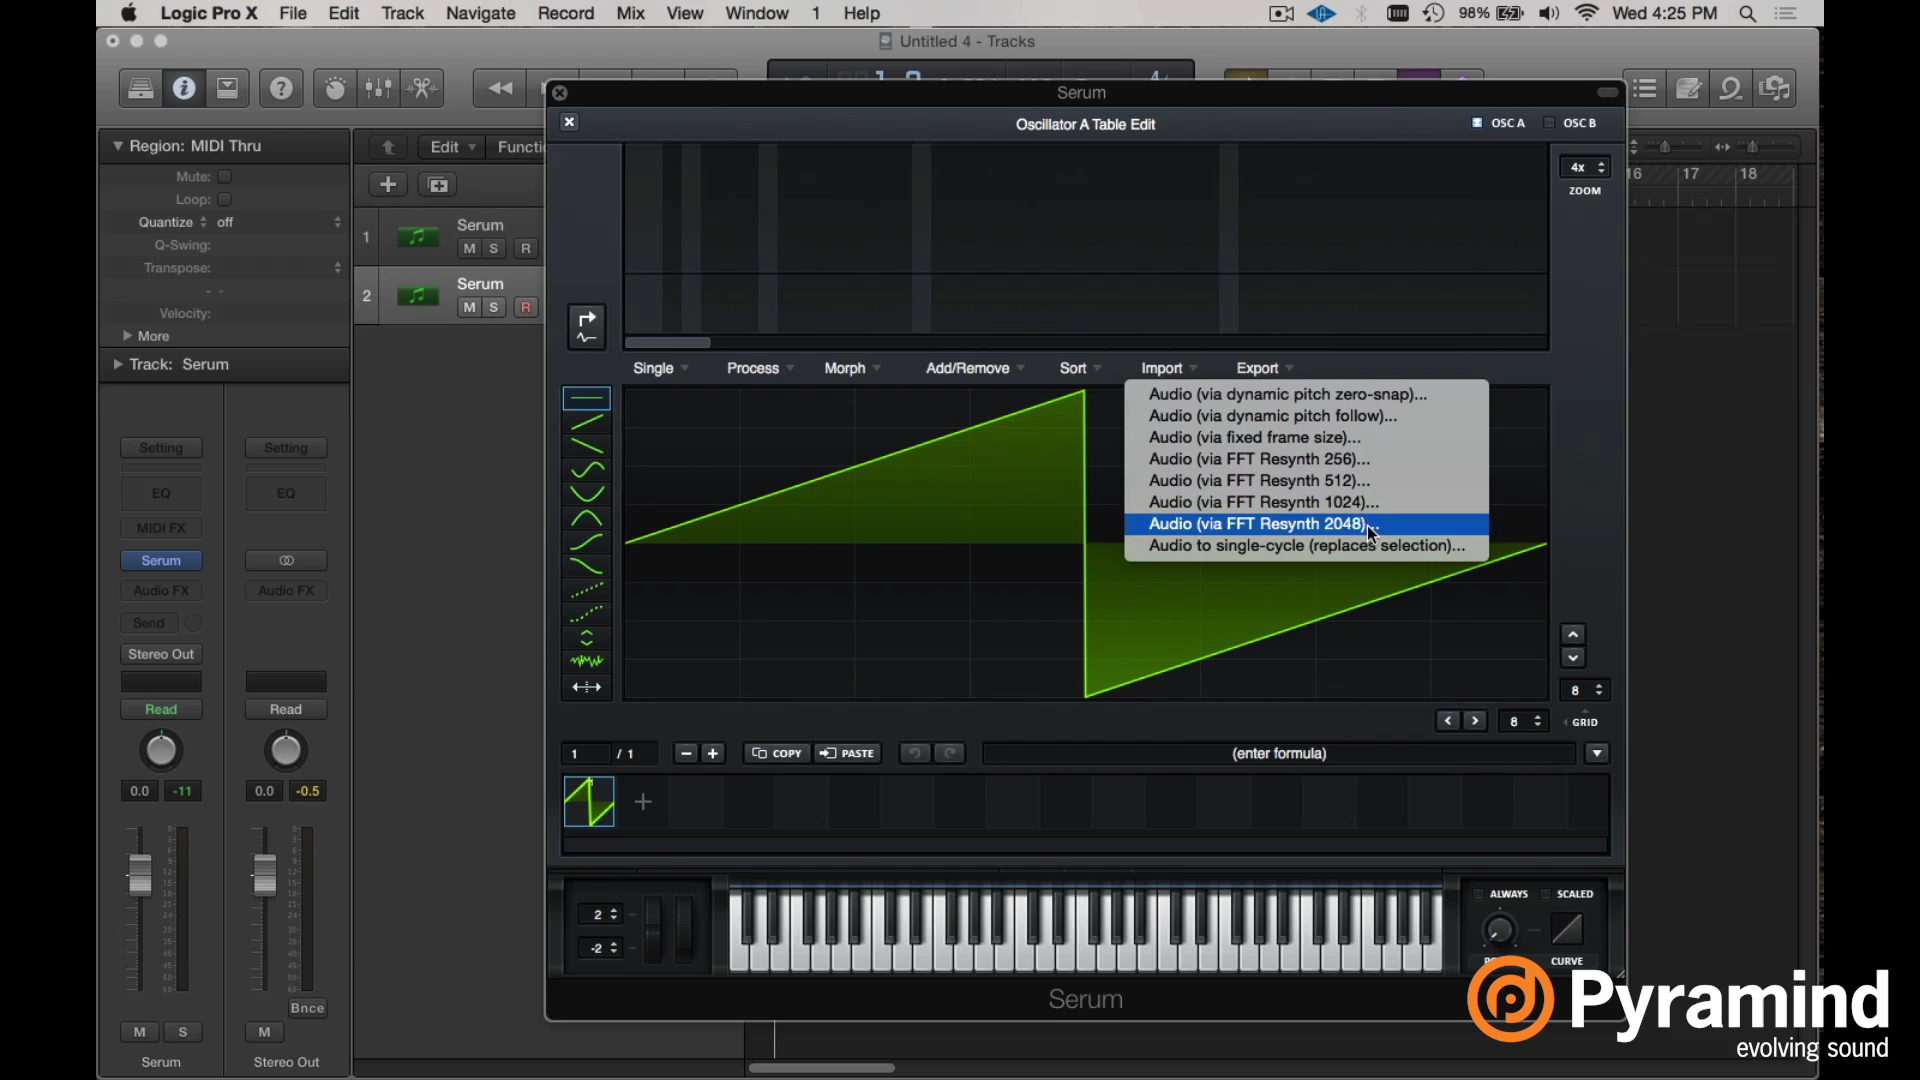 Logic Pro X File Edit Track Navigate Record Mix View Window 1 Help 98% Wed 4:25 PM
Untitled 4 - Tracks
Serum
Oscillator A Table Edit
OSC A OSC B
Region: MIDI Thru
Mute:
Loop:
Quantize off
Q-Swing:
Transpose:
- -
Velocity:
More
Track: Serum
Edit Functi
1 Serum
M S R
2 Serum
M S R
4x
ZOOM
16 17 18
Single Process Morph Add/Remove Sort Import Export
Audio (via dynamic pitch zero-snap)...
Audio (via dynamic pitch follow)...
Audio (via fixed frame size)...
Audio (via FFT Resynth 256)...
Audio (via FFT Resynth 512)...
Audio (via FFT Resynth 1024)...
Audio (via FFT Resynth 2048)...
Audio to single-cycle (replaces selection)...
Setting Setting
EQ EQ
MIDI FX
Serum
Audio FX Audio FX
Send
Stereo Out
Read Read
0.0 -11 0.0 -0.5
8
8 GRID
1 / 1 - + COPY PASTE (enter formula)
2
-2
ALWAYS SCALED
CURVE
Serum
Bnce
M S M
Serum Stereo Out
Pyramind
evolving sound